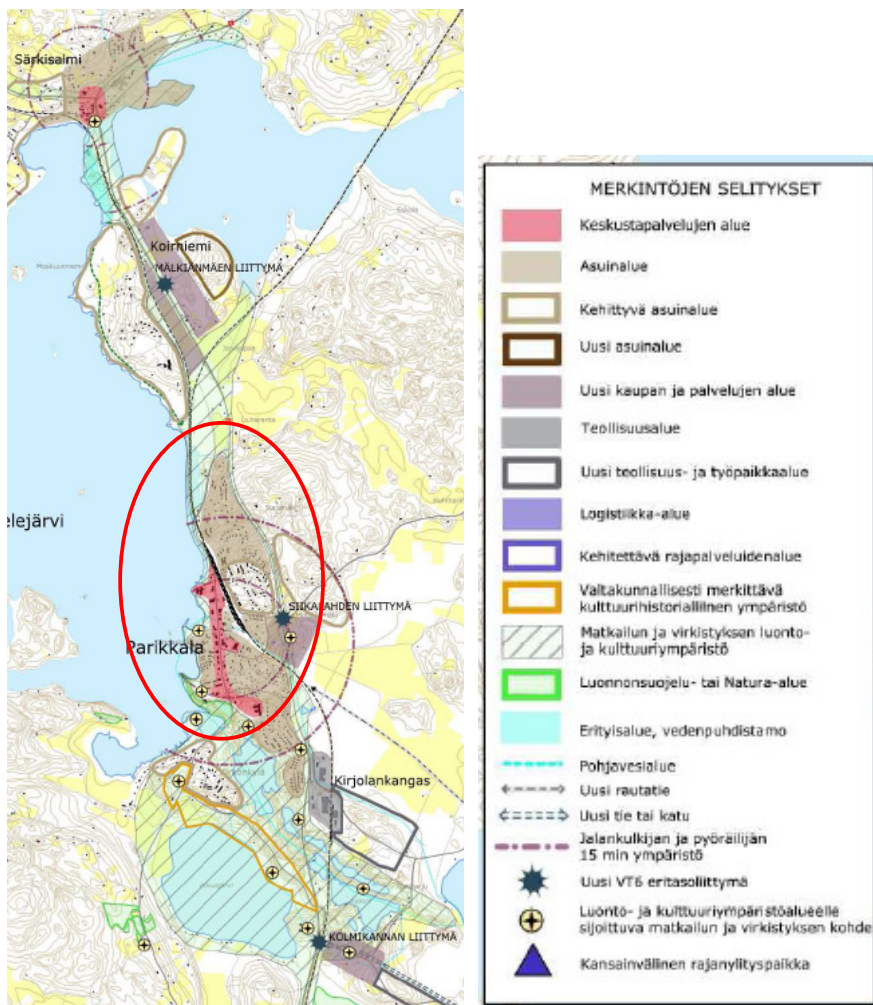 Särkisalmi
Koirniemi
MÄLKIÄNMÄEN LIITTYMÄ
elejärvi
SIIKALAHDEN LIITTYMÄ
Parikkala
Kirjolankangas
KOLMIKANNAN LIITTYMÄ
MERKINTÖJEN SELITYKSET
Keskustapalvelujen alue
Asuinalue
Kehittyvä asuinalue
Uusi asuinalue
Uusi kaupan ja palvelujen alue
Teollisuusalue
Uusi teollisuus- ja työpaikkaalue
Logistiikka-alue
Kehitettävä rajapalveluidenalue
Valtakunnallisesti merkittävä
kulttuurihistoriallinen ympäristö
Matkailun ja virkistyksen luonto-
ja kulttuuriympäristö
Luonnonsuojelu- tai Natura-alue
Erityisalue, vedenpuhdistamo
Pohjavesialue
Uusi rautatie
Uusi tie tai katu
Jalankulkijan ja pyöräilijän
15 min ympäristö
Uusi VT6 eritasoliittymä
Luonto- ja kulttuuriympäristöalueelle
sijoittuva matkailun ja virkistyksen kohde
Kansainvälinen rajanylityspaikka